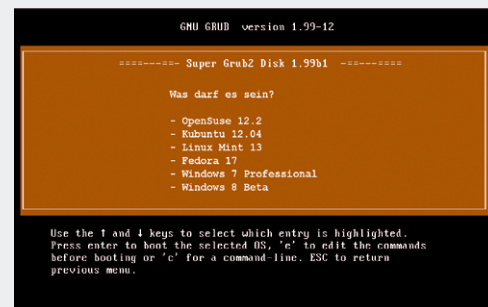 GNU GRUB version 1.99-12
====---==- Super Grub2 Disk 1.99b1 -==---====
Was darf es sein?
- OpenSuse 12.2
- Kubuntu 12.04
- Linux Mint 13
- Fedora 17
- Windows 7 Professional
- Windows 8 Beta
Use the ↑ and ↓ keys to select which entry is highlighted.
Press enter to boot the selected OS, 'e' to edit the commands
before booting or 'c' for a command-line. ESC to return
previous menu.